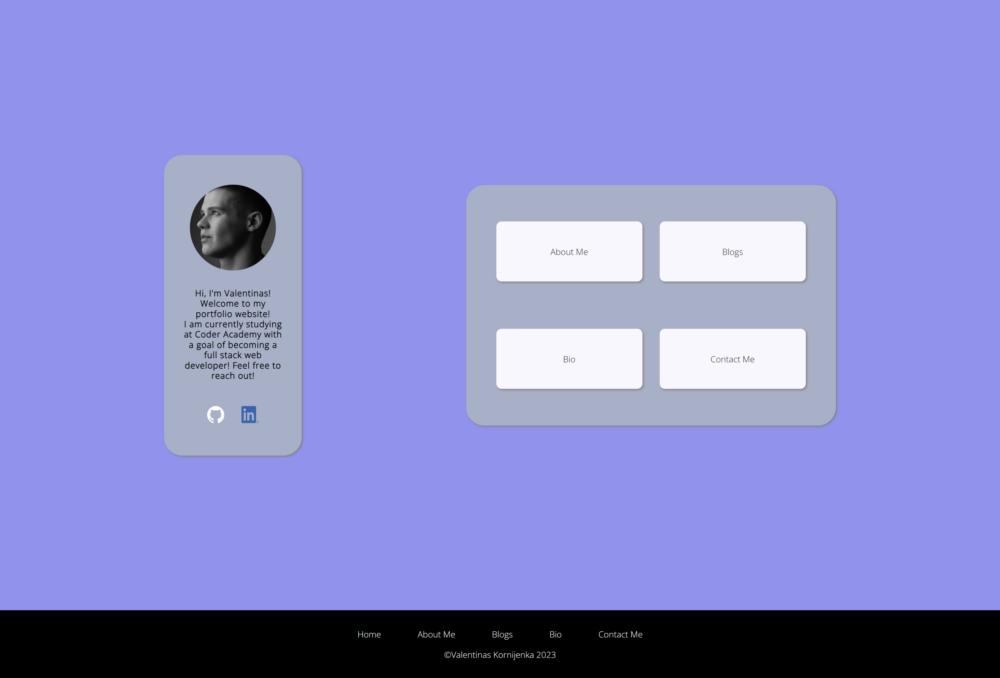 Hi, I'm Valentinas!
Welcome to my
portfolio website!
I am currently studying
at Coder Academy with
a goal of becoming a
full stack web
developer! Feel free to
reach out!
in
About Me
Blogs
Bio
Contact Me
Home
About Me
Blogs
Bio
Contact Me
©Valentinas Kornijenka 2023